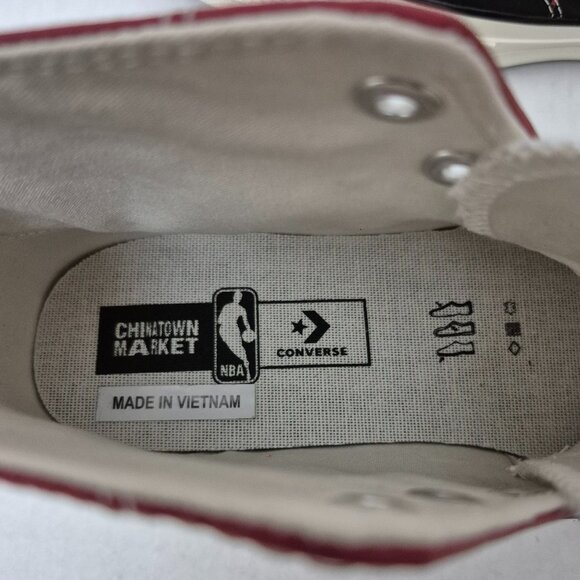 CHINATOWN
MARKET
NBA
CONVERSE
MADE IN VIETNAM